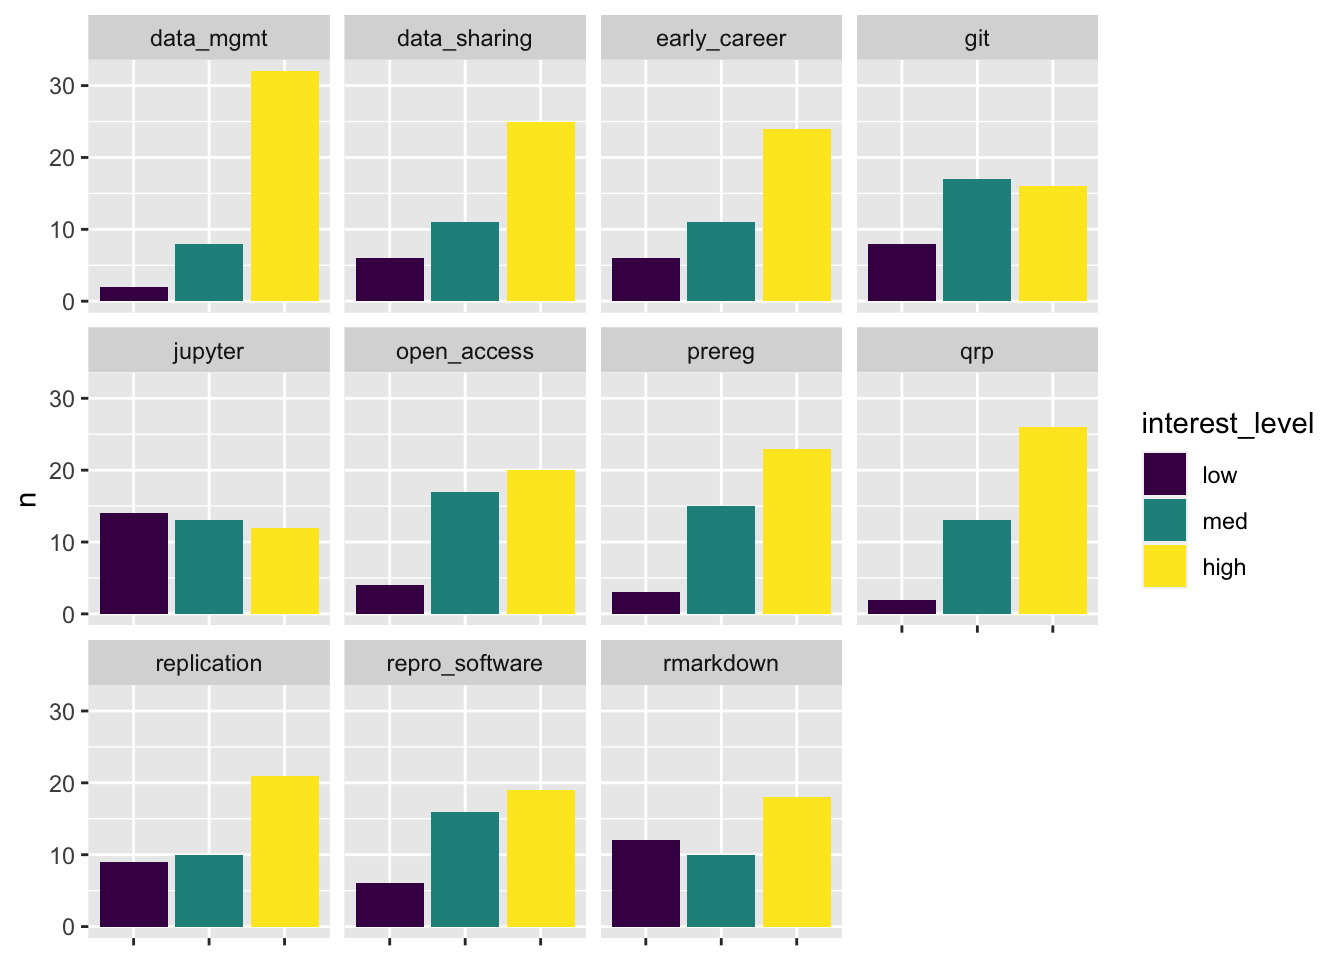 data_mgmt data_sharing early_career git
30
20
10
0
jupyter open_access prereg qrp
30
20
10
0
replication repro_software rmarkdown
30
20
10
0
n
interest_level
low
med
high